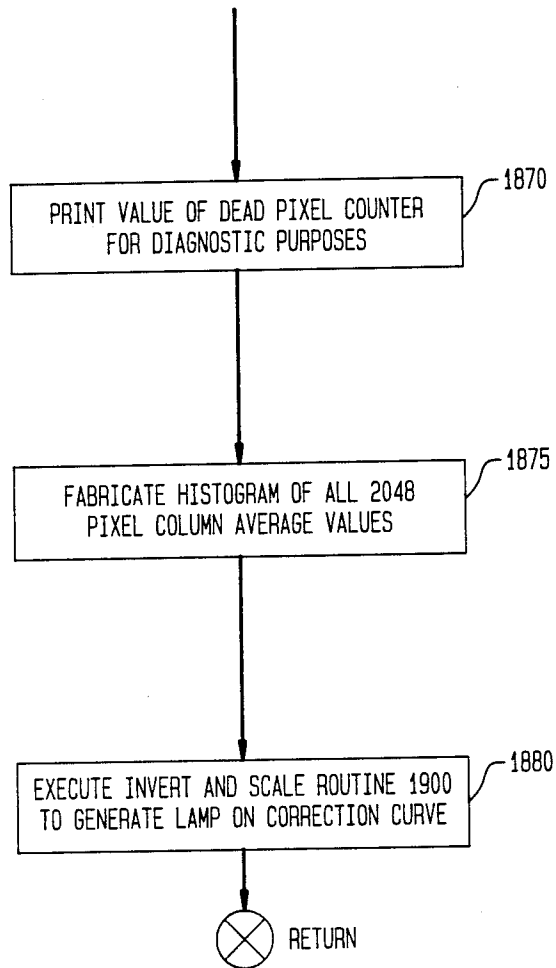 1870
PRINT VALUE OF DEAD PIXEL COUNTER
FOR DIAGNOSTIC PURPOSES
1875
FABRICATE HISTOGRAM OF ALL 2048
PIXEL COLUMN AVERAGE VALUES
1880
EXECUTE INVERT AND SCALE ROUTINE 1900
TO GENERATE LAMP ON CORRECTION CURVE
RETURN